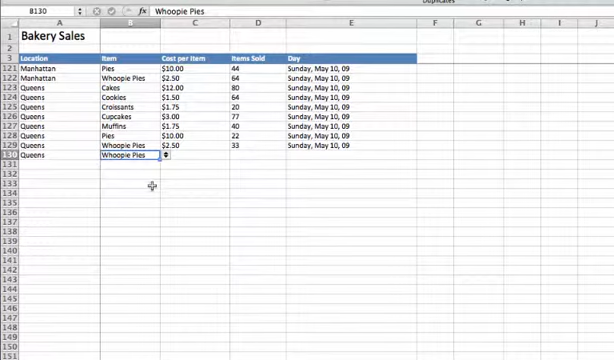 Duplicates
B130 fx Whoopie Pies
A B C D E F G H I J
1 Bakery Sales
2
3 Location Item Cost per Item Items Sold Day
121 Manhattan Pies $10.00 44 Sunday, May 10, 09
122 Manhattan Whoopie Pies $2.50 64 Sunday, May 10, 09
123 Queens Cakes $12.00 80 Sunday, May 10, 09
124 Queens Cookies $1.50 64 Sunday, May 10, 09
125 Queens Croissants $1.75 20 Sunday, May 10, 09
126 Queens Cupcakes $3.00 77 Sunday, May 10, 09
127 Queens Muffins $1.75 40 Sunday, May 10, 09
128 Queens Pies $10.00 22 Sunday, May 10, 09
129 Queens Whoopie Pies $2.50 33 Sunday, May 10, 09
130 Queens Whoopie Pies
131
132
133
134
135
136
137
138
139
140
141
142
143
144
145
146
147
148
149
150
151